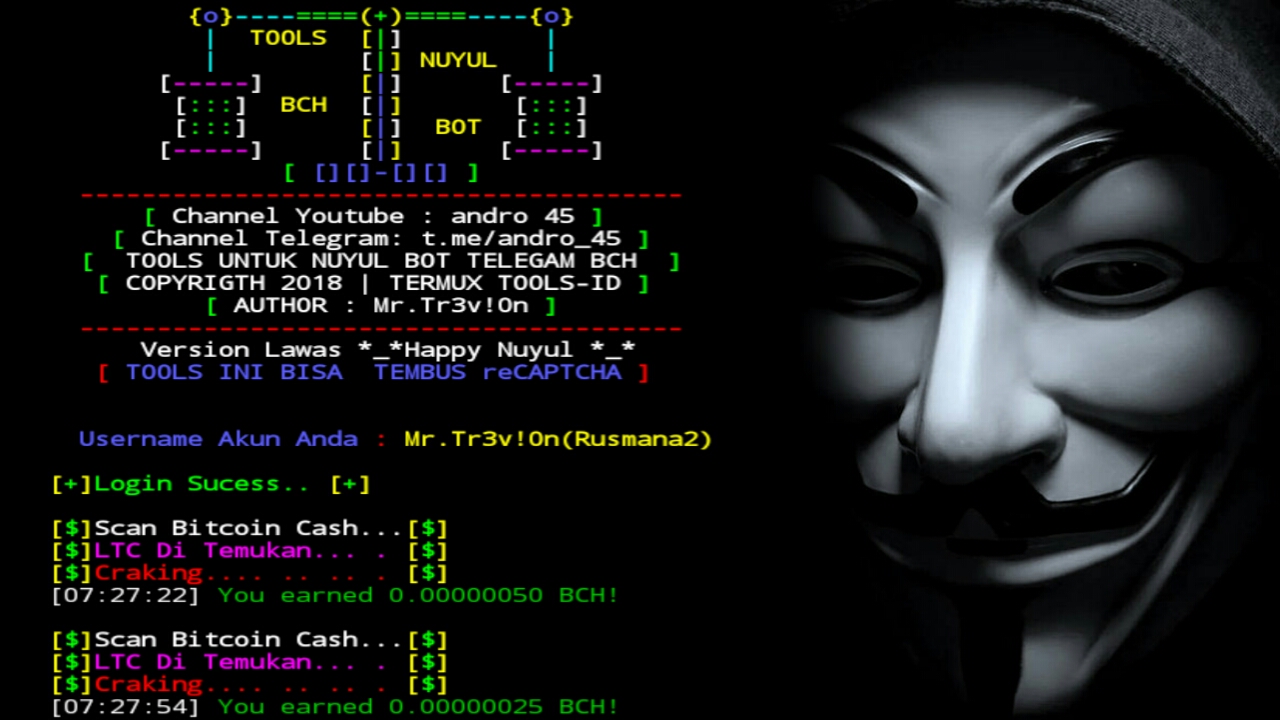 {o}----====(+)====----{o}
| TOOLS [|] |
| [|] NUYUL |
[-----] [|] [-----]
[:::] BCH [|] [:::]
[:::] [|] BOT [:::]
[-----] [|] [-----]
[ [][]-[][] ]
---------------------------------------
[ Channel Youtube : andro 45 ]
[ Channel Telegram: t.me/andro_45 ]
[ TOOLS UNTUK NUYUL BOT TELEGAM BCH ]
[ COPYRIGTH 2018 | TERMUX TOOLS-ID ]
[ AUTHOR : Mr.Tr3v!0n ]
---------------------------------------
Version Lawas *_*Happy Nuyul *_*
[ TOOLS INI BISA TEMBUS reCAPTCHA ]
Username Akun Anda : Mr.Tr3v!0n(Rusmana2)
[+]Login Sucess.. [+]
[$]Scan Bitcoin Cash...[$]
[$]LTC Di Temukan... . [$]
[$]Craking.... .. .. . [$]
[07:27:22] You earned 0.00000050 BCH!
[$]Scan Bitcoin Cash...[$]
[$]LTC Di Temukan... . [$]
[$]Craking.... .. .. . [$]
[07:27:54] You earned 0.00000025 BCH!